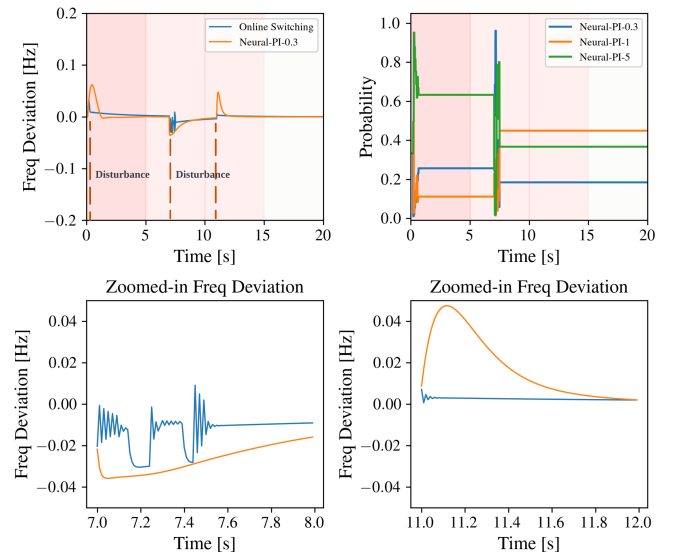 0.2
0.1
0.0
−0.1
−0.2
Freq Deviation [Hz]
Online Switching
Neural-PI-0.3
Disturbance
Disturbance
0
5
10
15
20
Time [s]
1.0
0.8
0.6
0.4
0.2
0.0
Probability
Neural-PI-0.3
Neural-PI-1
Neural-PI-5
0
5
10
15
20
Time [s]
Zoomed-in Freq Deviation
0.04
0.02
0.00
−0.02
−0.04
Freq Deviation [Hz]
7.0
7.2
7.4
7.6
7.8
8.0
Time [s]
Zoomed-in Freq Deviation
0.04
0.02
0.00
−0.02
−0.04
Freq Deviation [Hz]
11.0
11.2
11.4
11.6
11.8
12.0
Time [s]